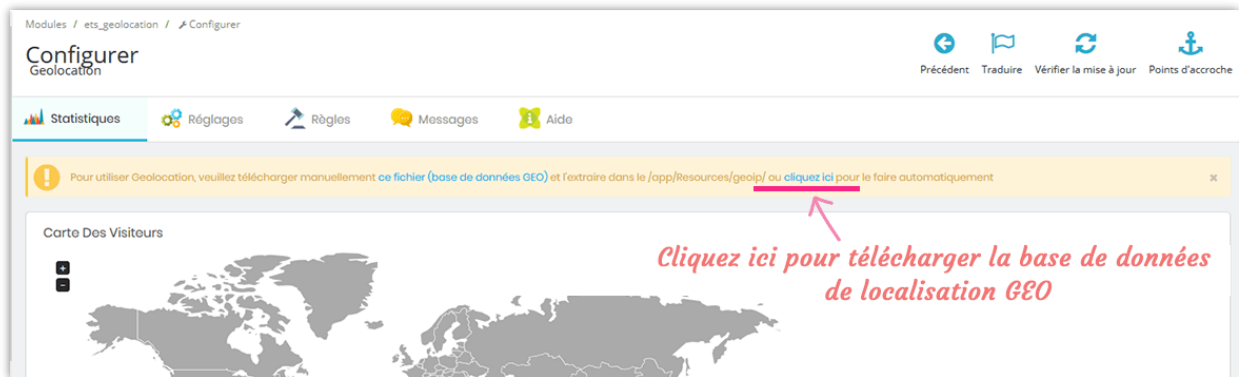 Modules / ets_geolocation / Configurer
Configurer
Geolocation
Précédent Traduire Vérifier la mise à jour Points d'accroche
Statistiques Réglages Règles Messages Aide
Pour utiliser Geolocation, veuillez télécharger manuellement ce fichier (base de données GEO) et l'extraire dans le /app/Resources/geoip/ ou cliquez ici pour le faire automatiquement
Carte Des Visiteurs
+
-
Cliquez ici pour télécharger la base de données
de localisation GEO